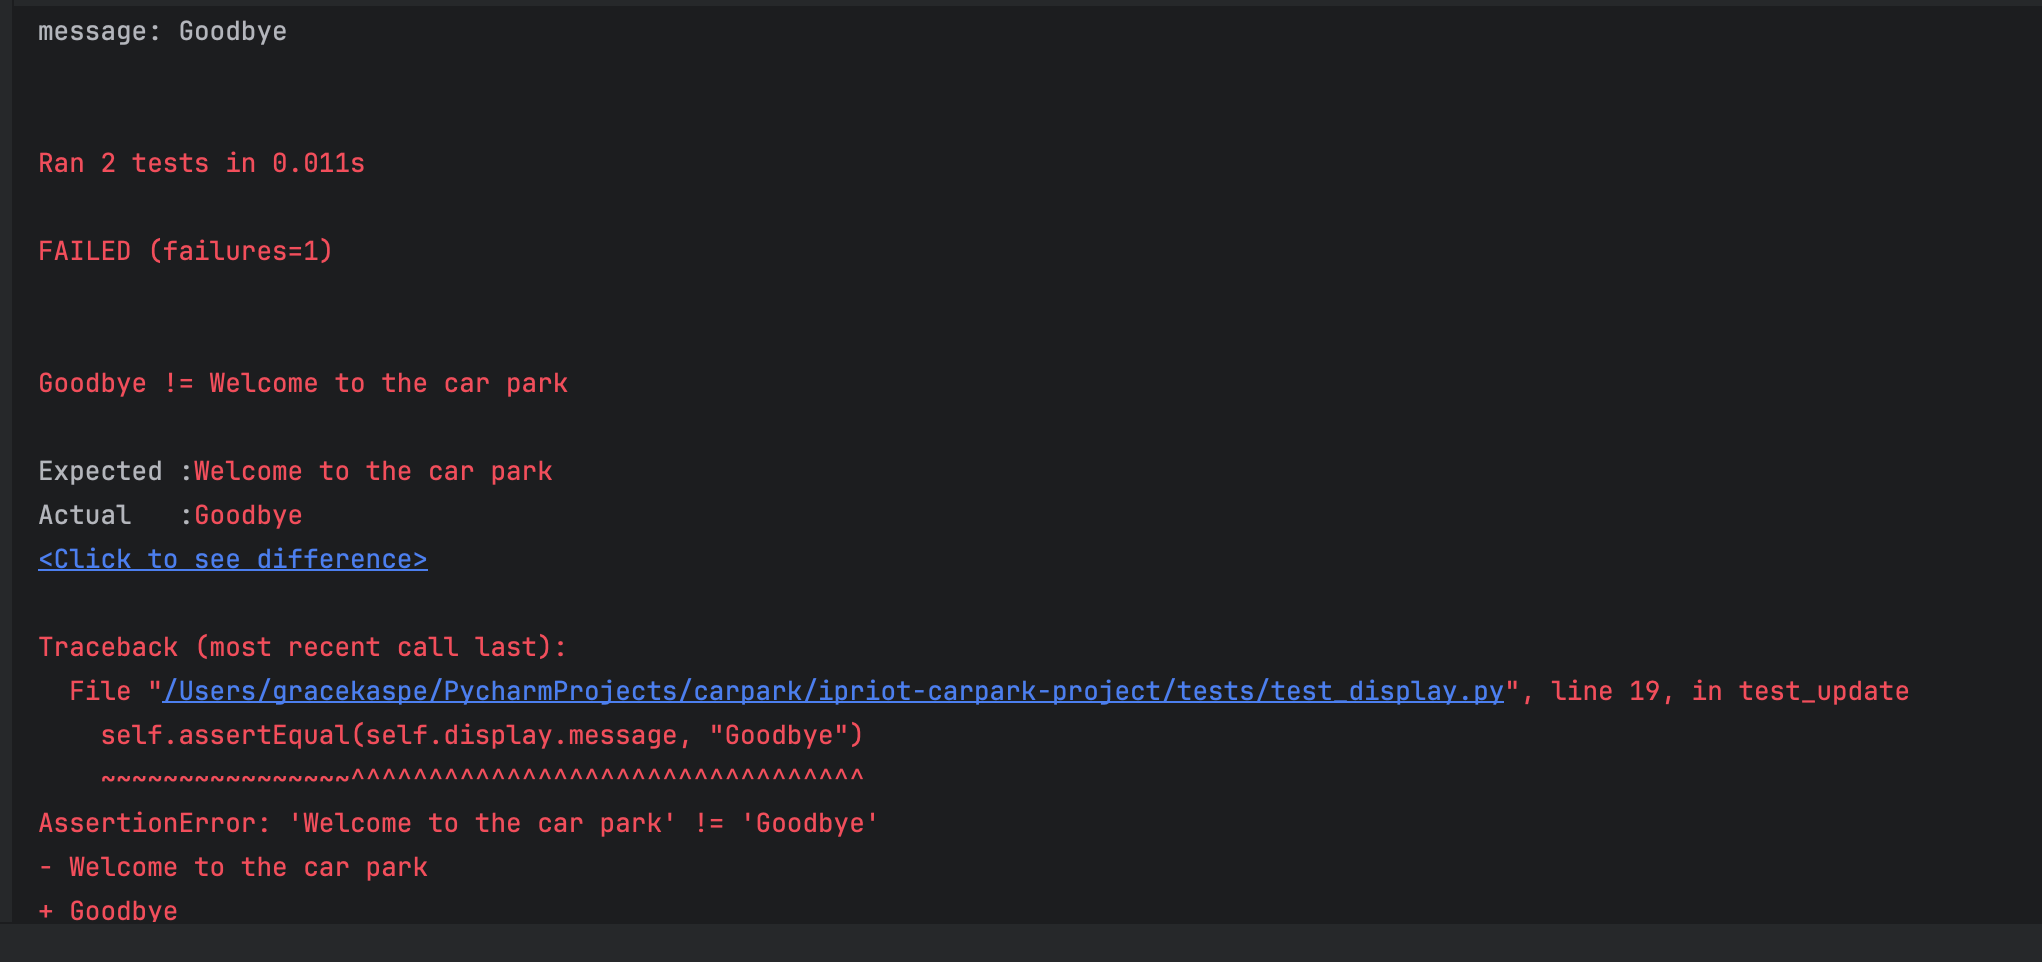 message: Goodbye
Ran 2 tests in 0.011s
FAILED (failures=1)
Goodbye != Welcome to the car park
Expected :Welcome to the car park
Actual   :Goodbye
<Click to see difference>
Traceback (most recent call last):
  File "/Users/gracekaspe/PycharmProjects/carpark/ipriot-carpark-project/tests/test_display.py", line 19, in test_update
    self.assertEqual(self.display.message, "Goodbye")
    ~~~~~~~~~~~~~~~~^^^^^^^^^^^^^^^^^^^^^^^^^^^^^^^^^
AssertionError: 'Welcome to the car park' != 'Goodbye'
- Welcome to the car park
+ Goodbye